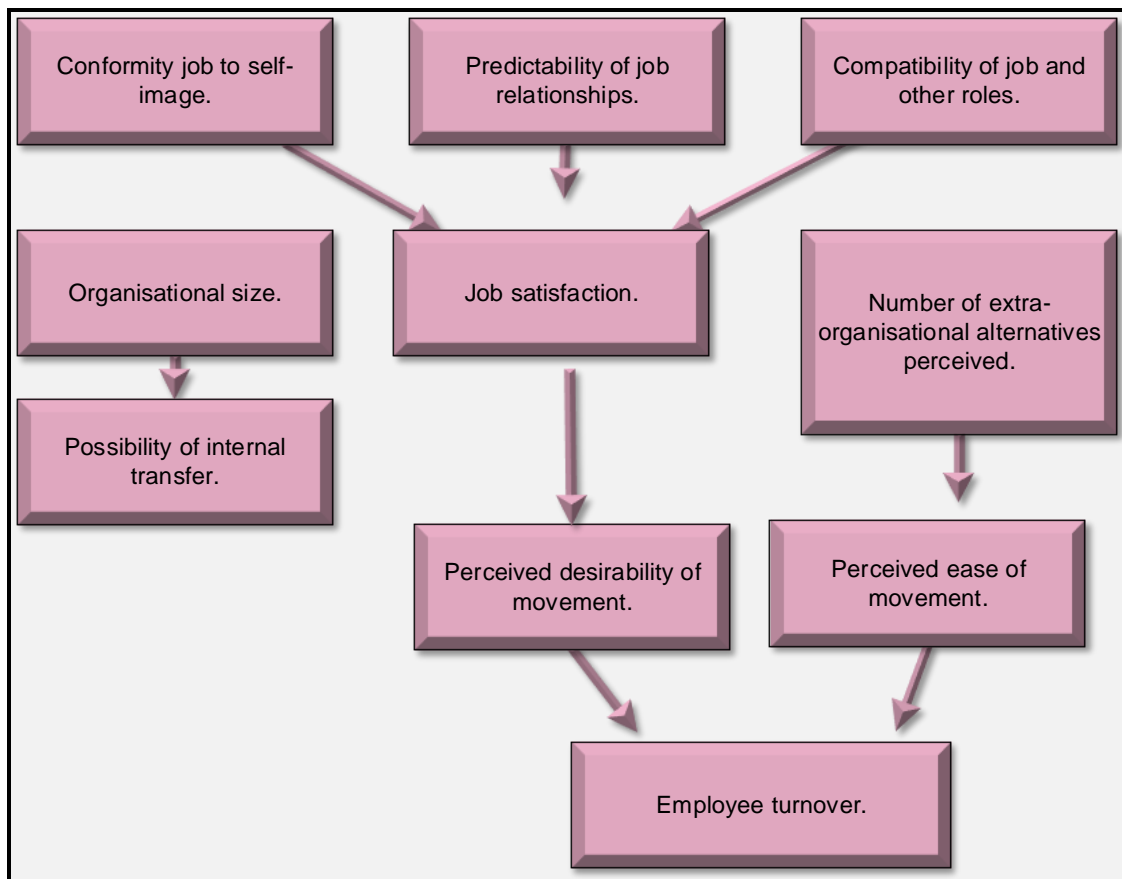 Conformity job to self-
image.
Predictability of job
relationships.
Compatibility of job and
other roles.
Organisational size.
Job satisfaction.
Number of extra-
organisational alternatives
perceived.
Possibility of internal
transfer.
Perceived desirability of
movement.
Perceived ease of
movement.
Employee turnover.